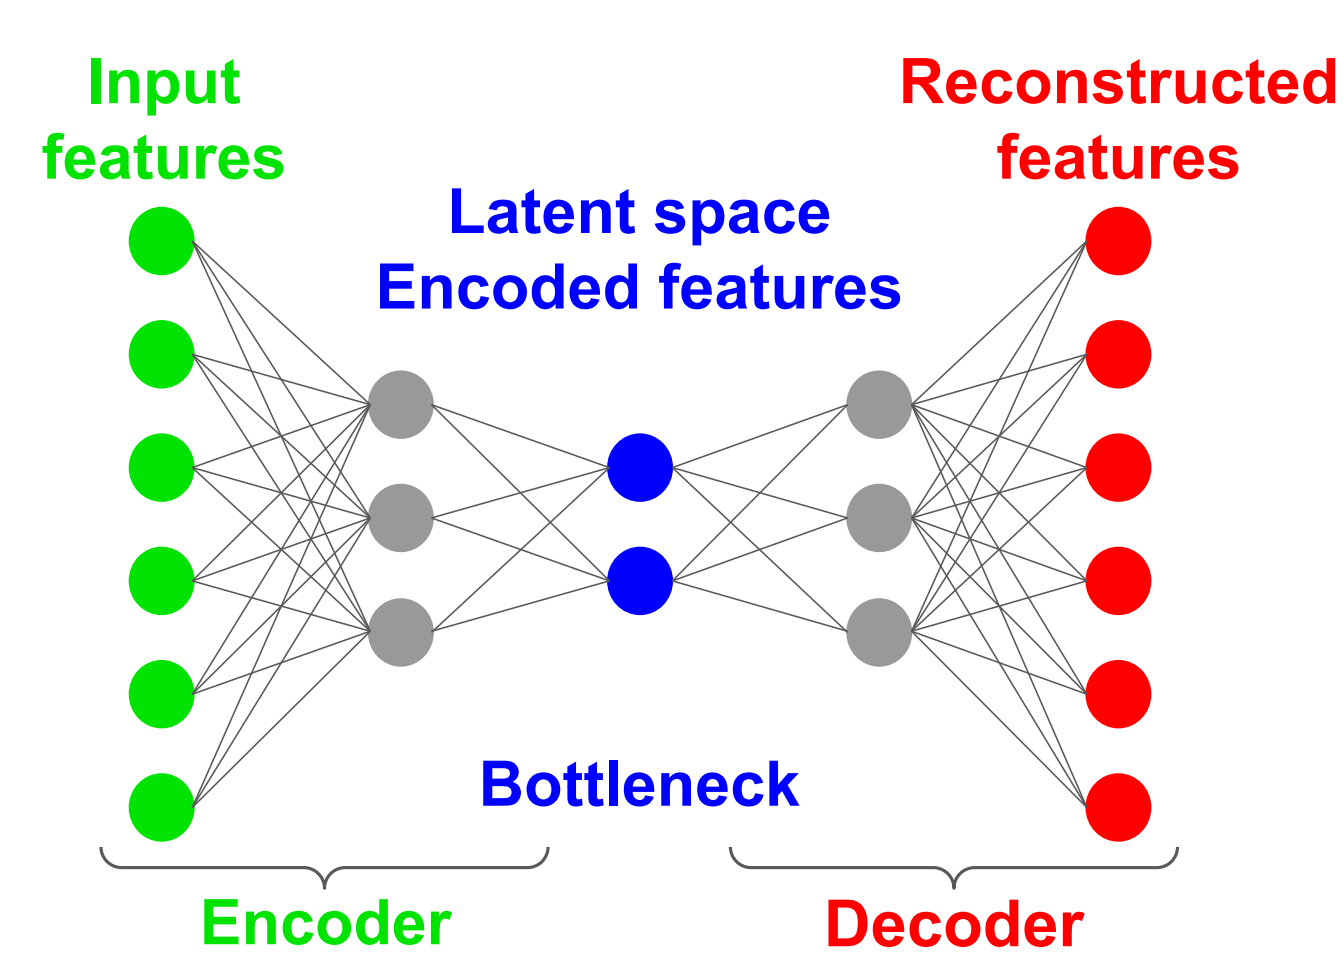 Input
features
Reconstructed
features
Latent space
Encoded features
Bottleneck
Encoder
Decoder